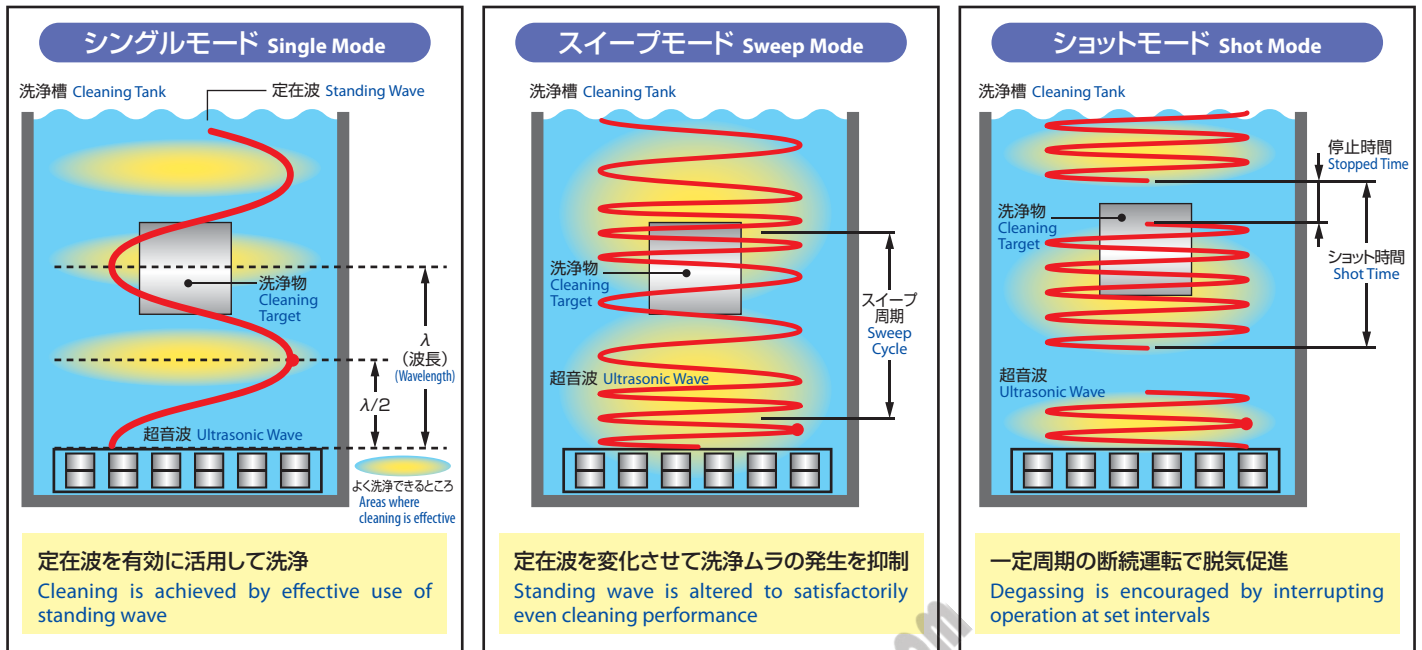 シングルモード Single Mode
洗浄槽 Cleaning Tank
定在波 Standing Wave
洗浄物
Cleaning
Target
λ
(波長)
(Wavelength)
λ/2
超音波 Ultrasonic Wave
よく洗浄できるところ
Areas where
cleaning is effective
定在波を有効に活用して洗浄
Cleaning is achieved by effective use of
standing wave
スイープモード Sweep Mode
洗浄槽 Cleaning Tank
洗浄物
Cleaning
Target
スイープ
周期
Sweep
Cycle
超音波 Ultrasonic Wave
定在波を変化させて洗浄ムラの発生を抑制
Standing wave is altered to satisfactorily
even cleaning performance
ショットモード Shot Mode
洗浄槽 Cleaning Tank
停止時間
Stopped Time
洗浄物
Cleaning
Target
ショット時間
Shot Time
超音波
Ultrasonic Wave
一定周期の断続運転で脱気促進
Degassing is encouraged by interrupting
operation at set intervals